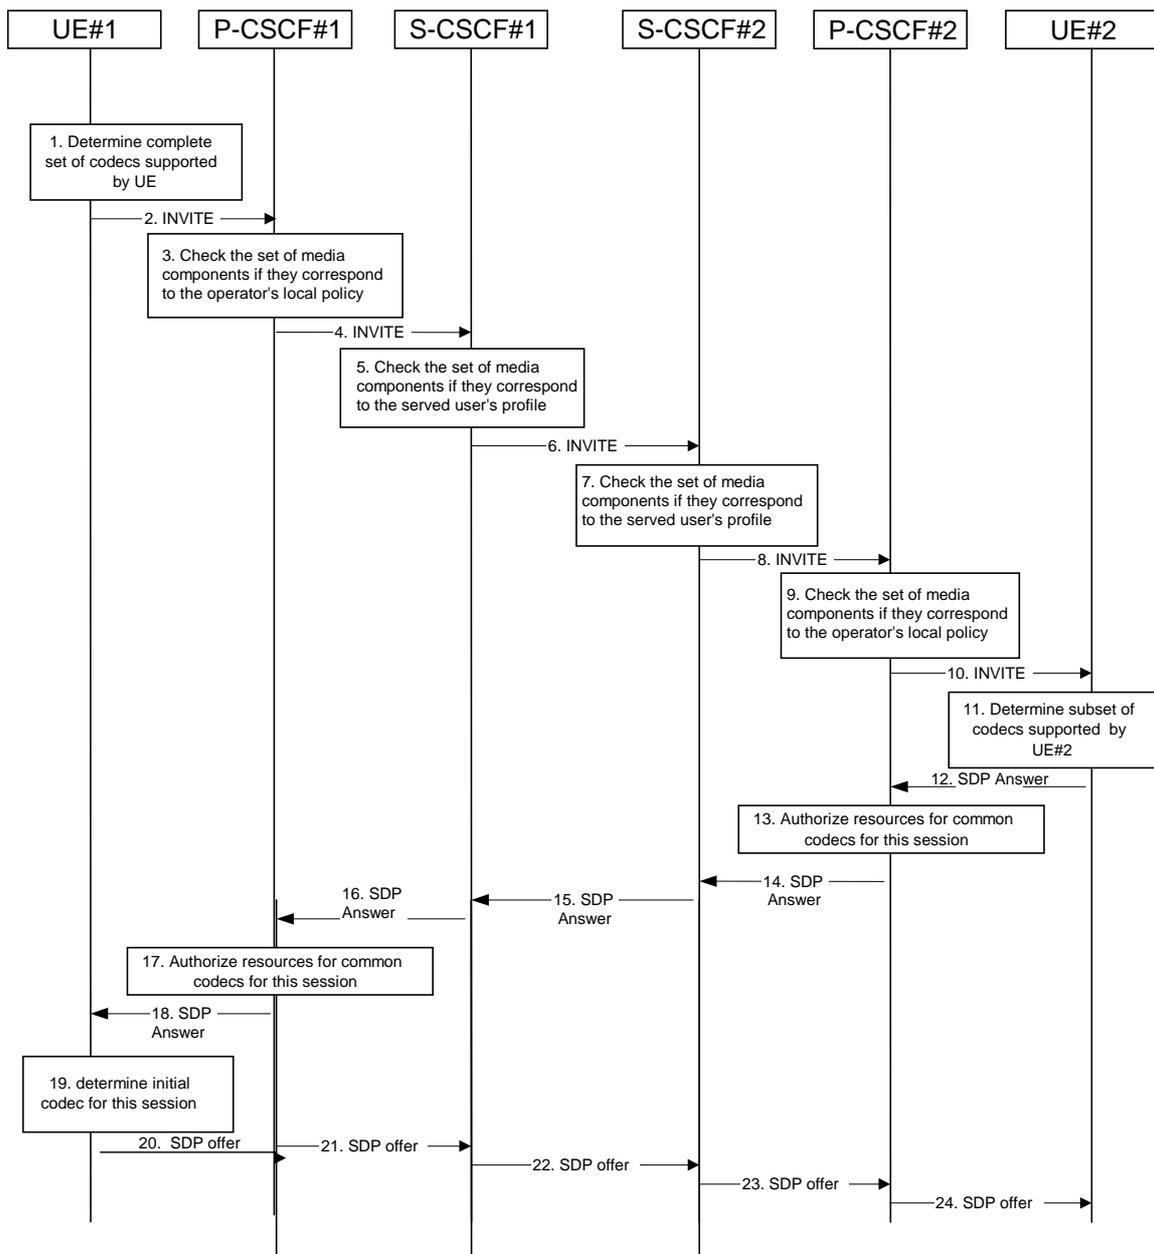 UE#1
P-CSCF#1
S-CSCF#1
S-CSCF#2
P-CSCF#2
UE#2
1. Determine complete
set of codecs supported
by UE
2. INVITE
3. Check the set of media
components if they correspond
to the operator's local policy
4. INVITE
5. Check the set of media
components if they correspond
to the served user's profile
6. INVITE
7. Check the set of media
components if they correspond
to the served user's profile
8. INVITE
9. Check the set of media
components if they correspond
to the operator's local policy
10. INVITE
11. Determine subset of
codecs supported by
UE#2
12. SDP Answer
13. Authorize resources for common
codecs for this session
14. SDP
Answer
15. SDP
Answer
16. SDP
Answer
17. Authorize resources for common
codecs for this session
18. SDP
Answer
19. determine initial
codec for this session
20. SDP offer
21. SDP offer
22. SDP offer
23. SDP offer
24. SDP offer